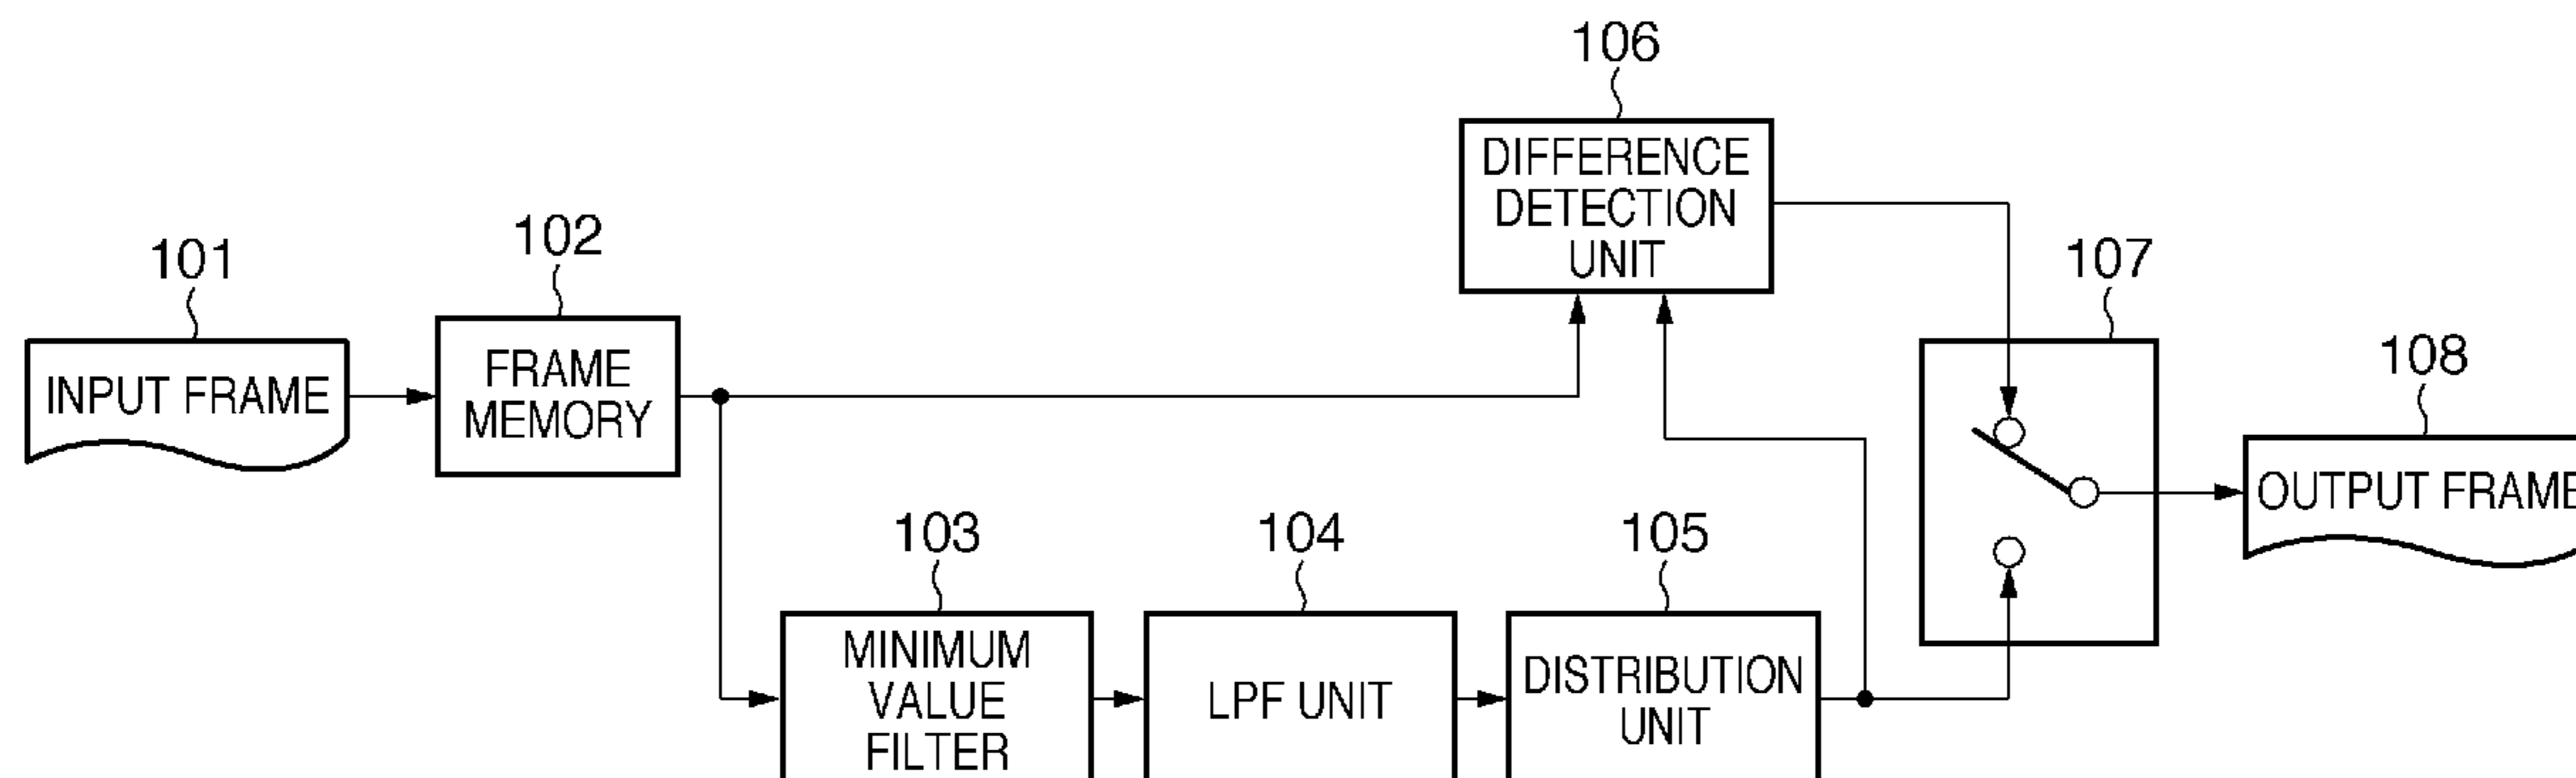 106
DIFFERENCE
DETECTION
UNIT
101
102
107
INPUT FRAME
FRAME
MEMORY
108
OUTPUT FRAME
103
104
105
MINIMUM
VALUE
FILTER
LPF UNIT
DISTRIBUTION
UNIT